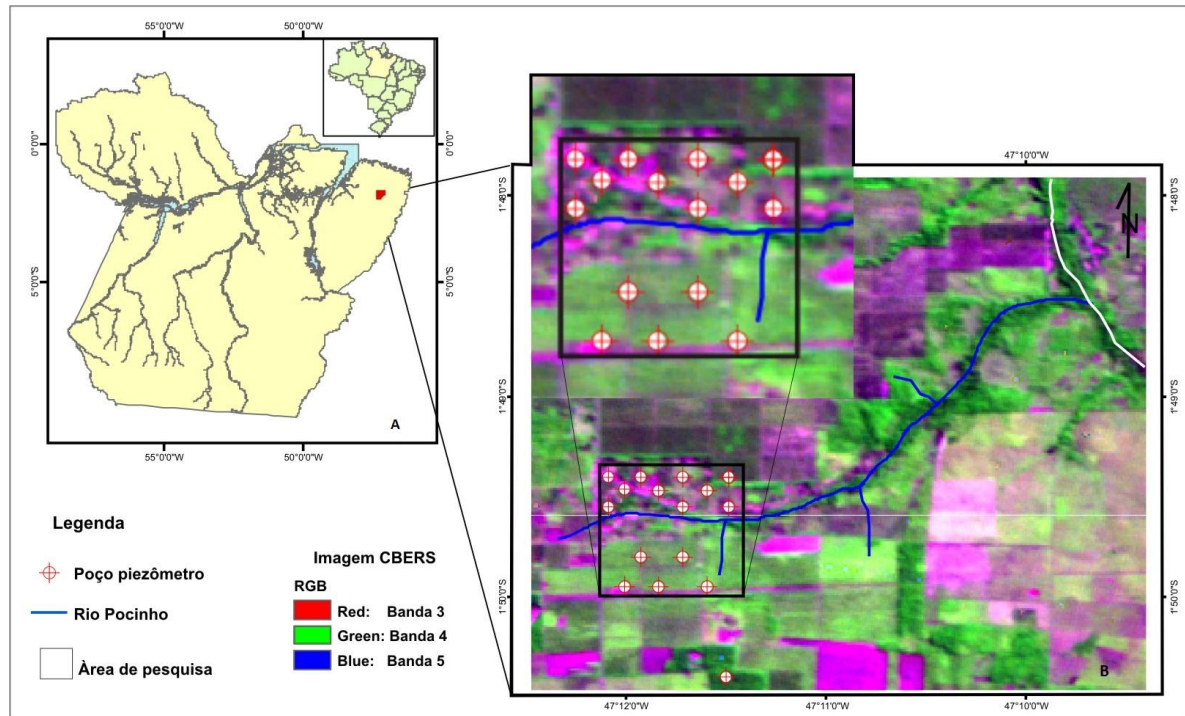 55°0'0"W 50°0'0"W
0°0'0"
0°0'0"
5°0'0"S
5°0'0"S
A
55°0'0"W 50°0'0"W
Legenda
Poço piezômetro
Rio Pocinho
Àrea de pesquisa
Imagem CBERS
RGB
Red: Banda 3
Green: Banda 4
Blue: Banda 5
47°10'0"W
1°48'0"S
1°48'0"S
N
1°49'0"S
1°49'0"S
1°50'0"S
1°50'0"S
B
47°12'0"W 47°11'0"W 47°10'0"W